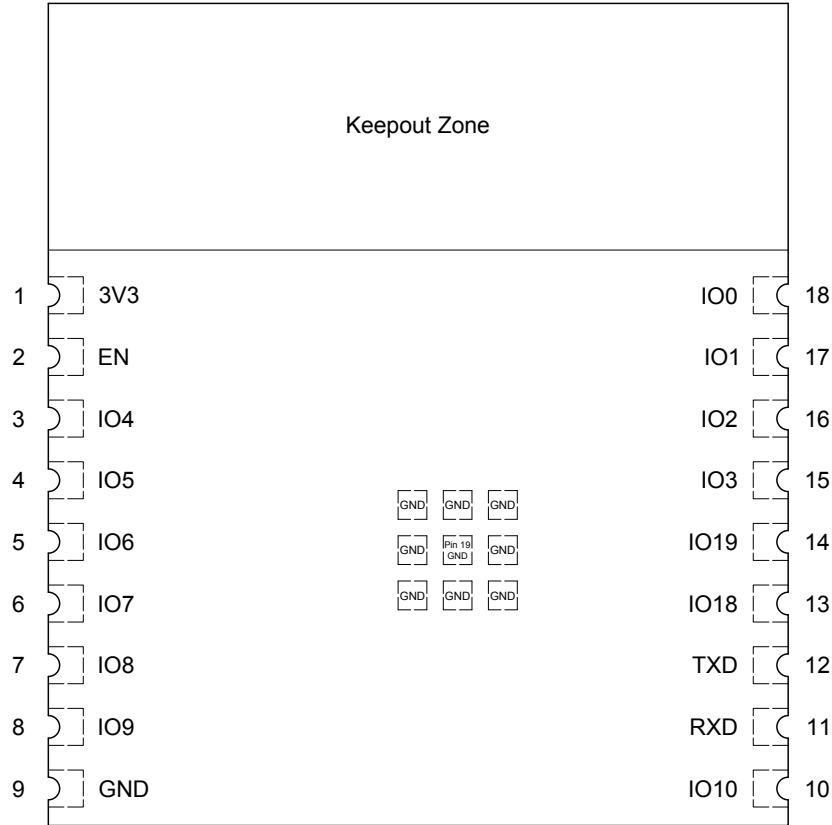 Keepout Zone
1 3V3 IO0 18
2 EN IO1 17
3 IO4 IO2 16
4 IO5 IO3 15
GND GND GND
5 IO6 IO19 14
GND Pin 19 GND GND
6 IO7 GND GND GND IO18 13
7 IO8 TXD 12
8 IO9 RXD 11
9 GND IO10 10